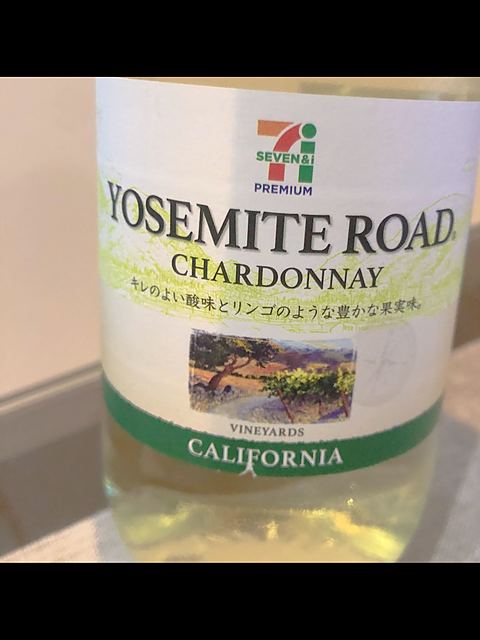 SEVEN&i
PREMIUM
YOSEMITE ROAD®
CHARDONNAY
キレのよい酸味とリンゴのような豊かな果実味。
VINEYARDS
CALIFORNIA